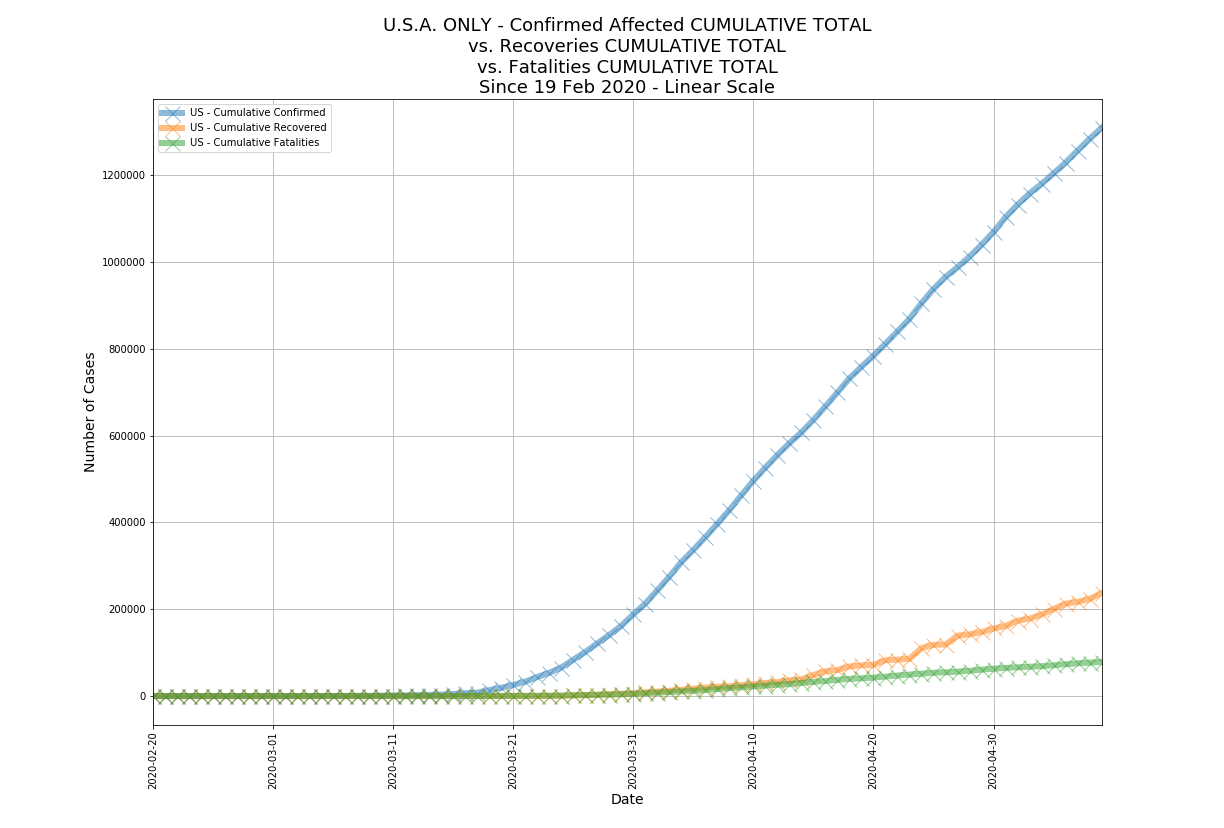 U.S.A. ONLY - Confirmed Affected CUMULATIVE TOTAL
vs. Recoveries CUMULATIVE TOTAL
vs. Fatalities CUMULATIVE TOTAL
Since 19 Feb 2020 - Linear Scale
US - Cumulative Confirmed
US - Cumulative Recovered
US - Cumulative Fatalities
Number of Cases
1200000
1000000
800000
600000
400000
200000
0
2020-02-20
2020-03-01
2020-03-11
2020-03-21
2020-03-31
2020-04-10
2020-04-20
2020-04-30
Date